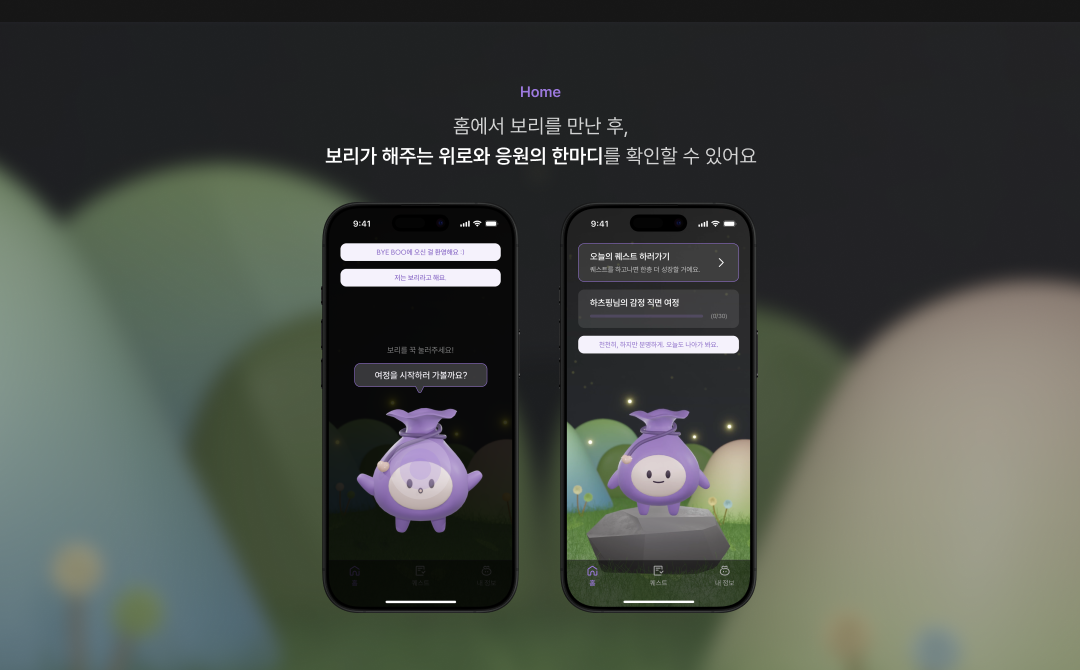 Home
홈에서 보리를 만난 후,
보리가 해주는 위로와 응원의 한마디를 확인할 수 있어요
9:41
BYE BOO에 오신 걸 환영해요 :)
저는 보리라고 해요.
보리를 꾹 눌러주세요!
여정을 시작하러 가볼까요?
홈 퀘스트 내 정보
9:41
오늘의 퀘스트 하러가기
퀘스트를 하고나면 한층 더 성장할 거예요.
하츠핑님의 감정 직면 여정
(0/30)
천천히, 하지만 분명하게. 오늘도 나아가 봐요.
홈 퀘스트 내 정보